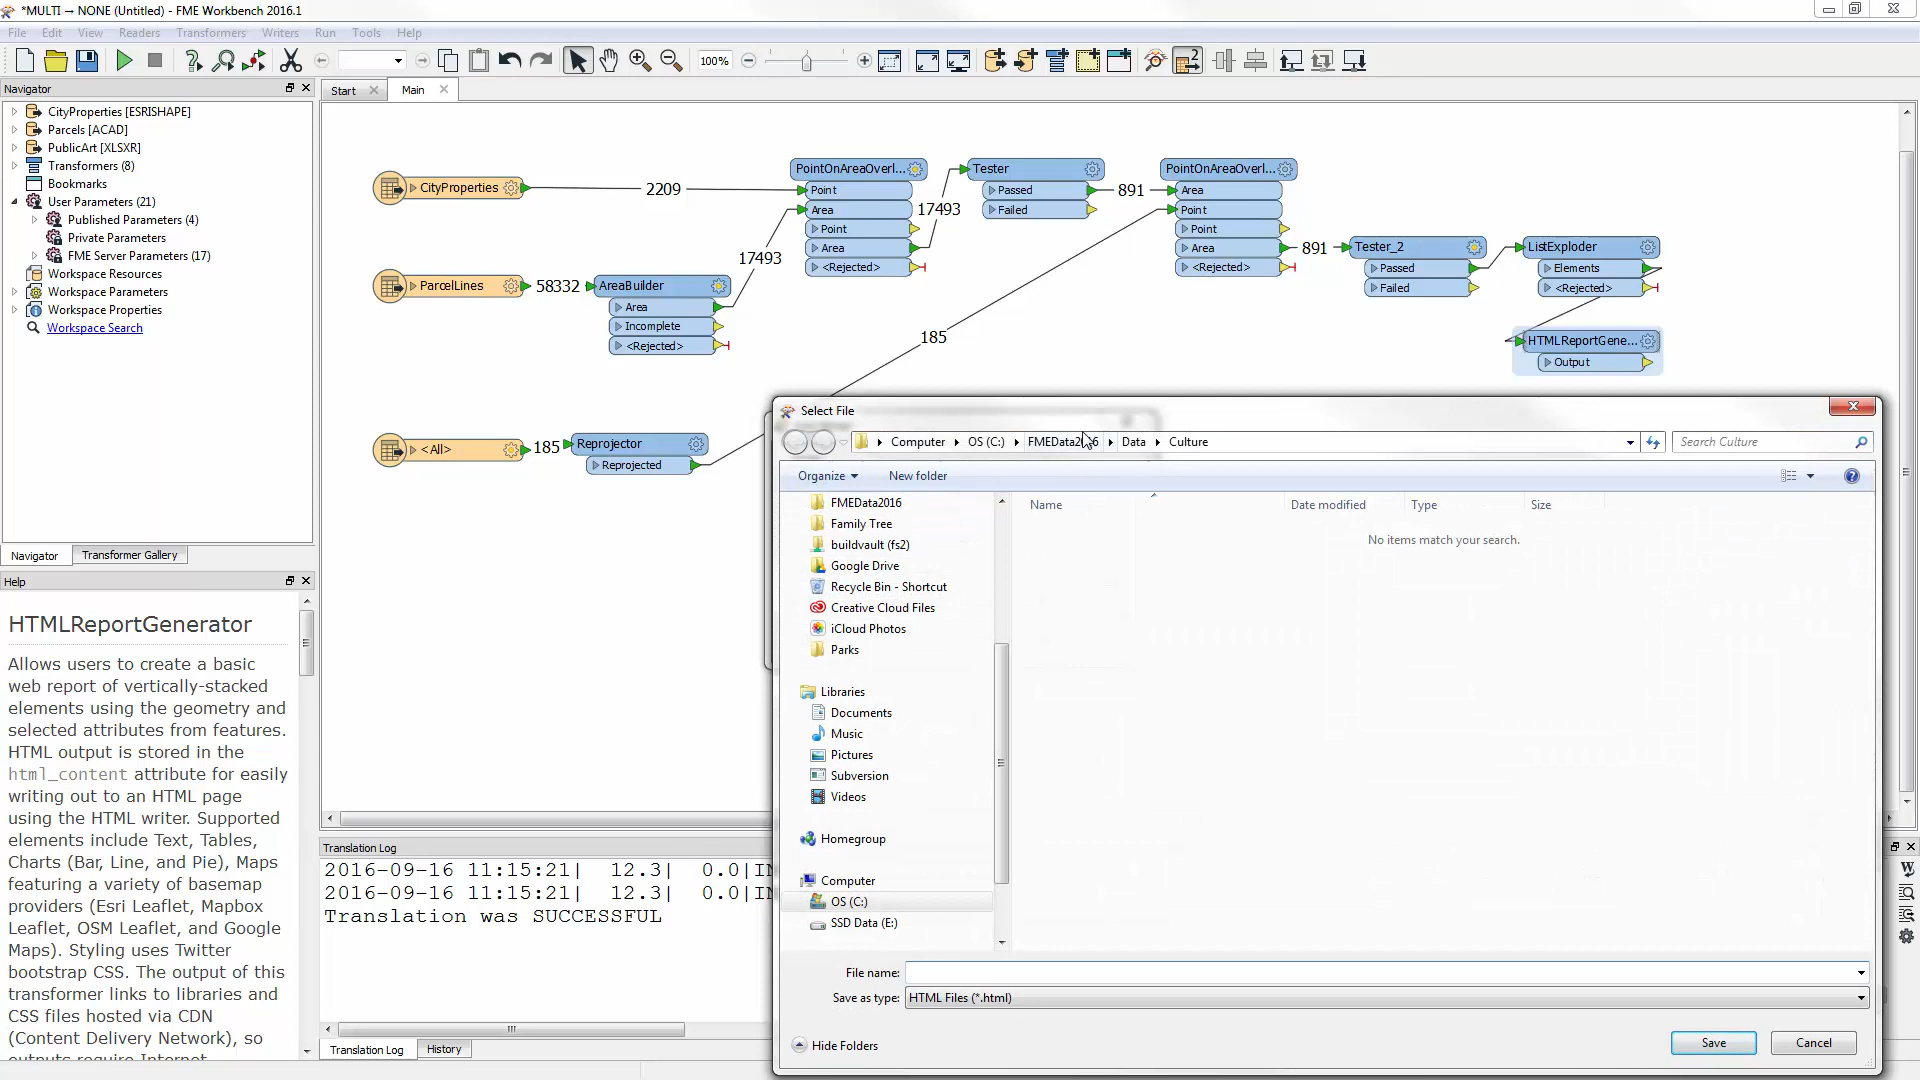 *MULTI → NONE (Untitled) - FME Workbench 2016.1
File Edit View Readers Transformers Writers Run Tools Help
100%
Navigator
Start Main
CityProperties [ESRISHAPE]
Parcels [ACAD]
PublicArt [XLSXR]
Transformers (8)
Bookmarks
User Parameters (21)
Published Parameters (4)
Private Parameters
FME Server Parameters (17)
Workspace Resources
Workspace Parameters
Workspace Properties
Workspace Search
Navigator Transformer Gallery
Help
HTMLReportGenerator
Allows users to create a basic
web report of vertically-stacked
elements using the geometry and
selected attributes from features.
HTML output is stored in the
html_content attribute for easily
writing out to an HTML page
using the HTML writer. Supported
elements include Text, Tables,
Charts (Bar, Line, and Pie), Maps
featuring a variety of basemap
providers (Esri Leaflet, Mapbox
Leaflet, OSM Leaflet, and Google
Maps). Styling uses Twitter
bootstrap CSS. The output of this
transformer links to libraries and
CSS files hosted via CDN
(Content Delivery Network), so
outputs require Internet
CityProperties
2209
PointOnAreaOverl...
Point
Area
Point
Area
<Rejected>
17493
Tester
Passed
Failed
891
PointOnAreaOverl...
Area
Point
Point
Area
<Rejected>
891
Tester_2
Passed
Failed
ListExploder
Elements
<Rejected>
HTMLReportGene...
Output
ParcelLines
58332
AreaBuilder
Area
Incomplete
<Rejected>
17493
185
<All>
185
Reprojector
Reprojected
Translation Log
2016-09-16 11:15:21| 12.3| 0.0|IN
2016-09-16 11:15:21| 12.3| 0.0|IN
Translation was SUCCESSFUL
Translation Log History
Select File
Computer OS (C:) FMEData2016 Data Culture
Search Culture
Organize New folder
Name Date modified Type Size
No items match your search.
FMEData2016
Family Tree
buildvault (fs2)
Google Drive
Recycle Bin - Shortcut
Creative Cloud Files
iCloud Photos
Parks
Libraries
Documents
Music
Pictures
Subversion
Videos
Homegroup
Computer
OS (C:)
SSD Data (E:)
File name:
Save as type: HTML Files (*.html)
Hide Folders
Save Cancel